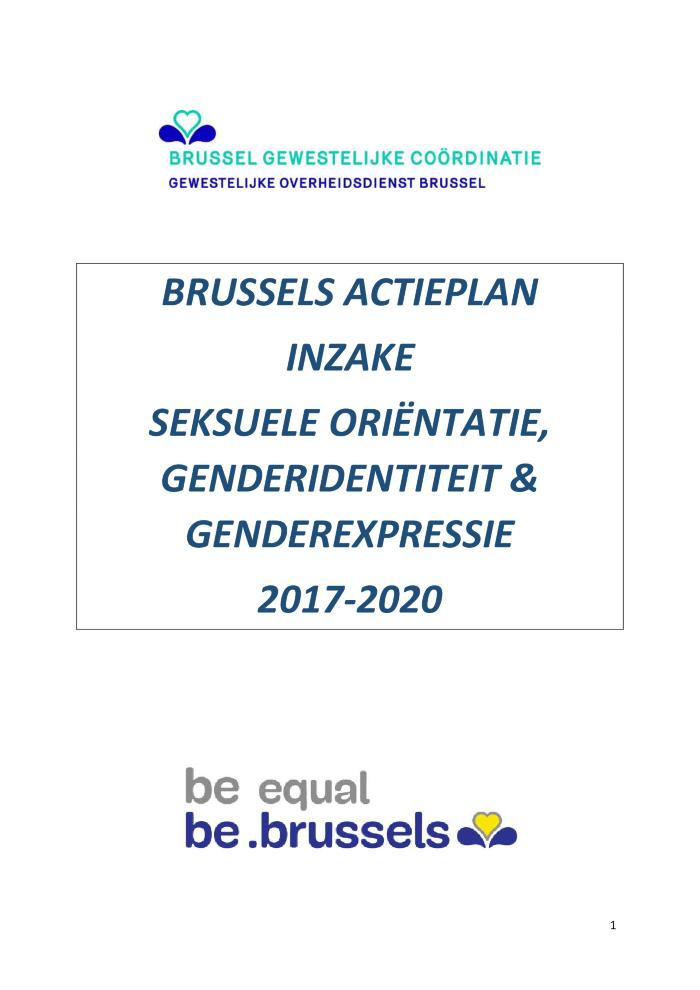 BRUSSEL GEWESTELIJKE COÖRDINATIE
GEWESTELIJKE OVERHEIDSDIENST BRUSSEL
BRUSSELS ACTIEPLAN
INZAKE
SEKSUELE ORIËNTATIE,
GENDERIDENTITEIT &
GENDEREXPRESSIE
2017-2020
be equal
be .brussels
1